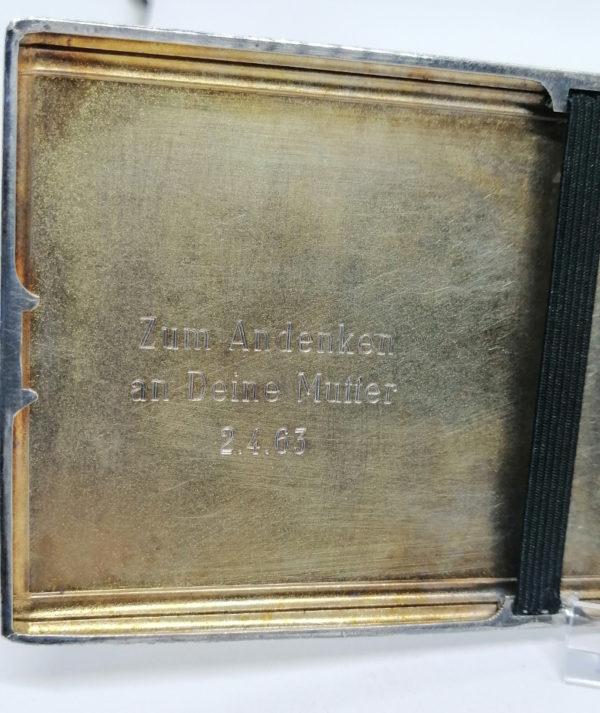 Zum Andenken
an Deine Mutter
2.4.63